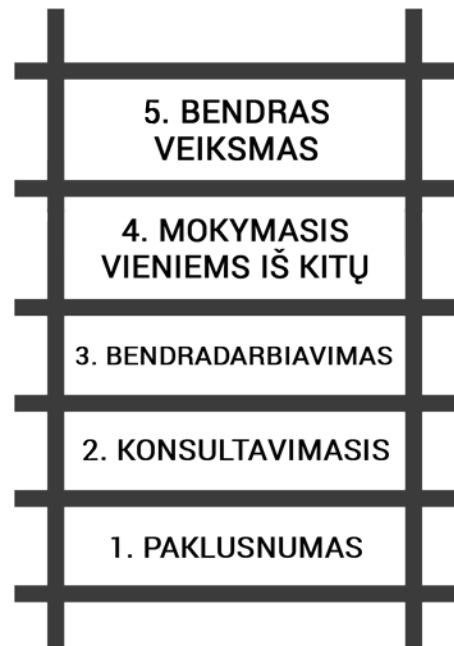 5. BENDRAS
VEIKSMAS
4. MOKYMASIS
VIENIEMS IŠ KITŲ
3. BENDRADARBIAVIMAS
2. KONSULTAVIMASIS
1. PAKLUSNUMAS